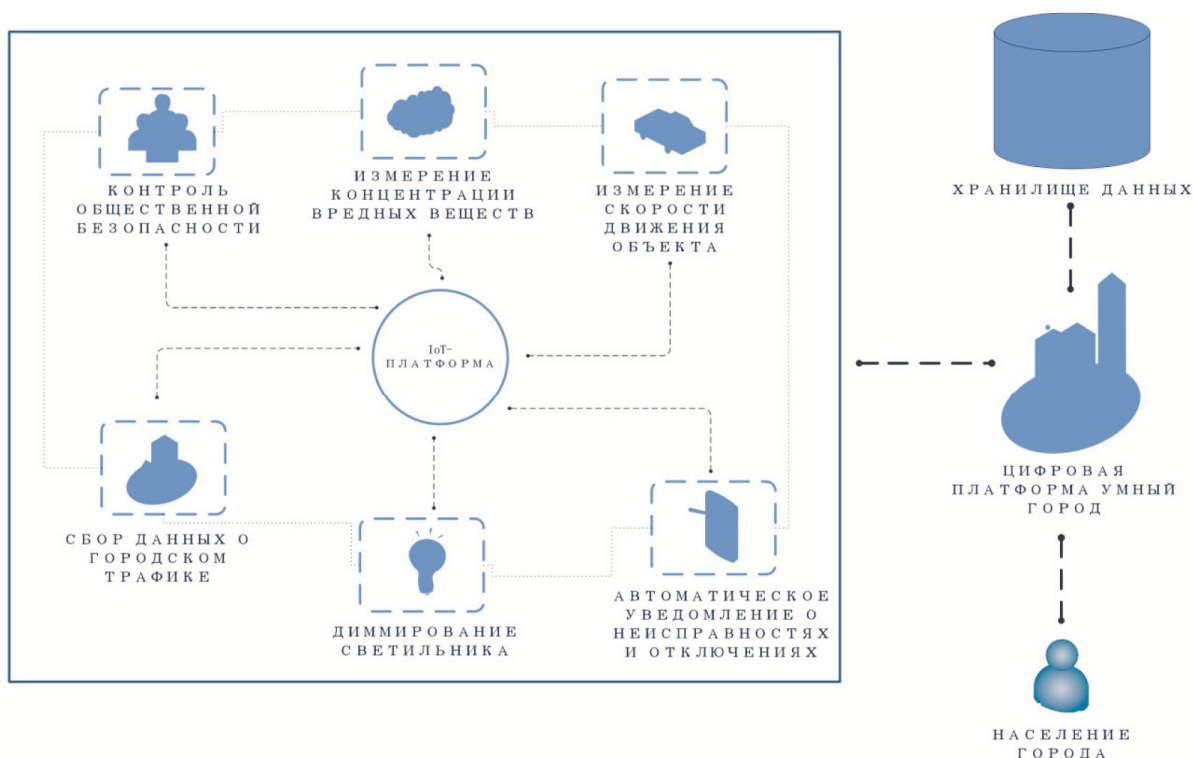 КОНТРОЛЬ
ОБЩЕСТВЕННОЙ
БЕЗОПАСНОСТИ
ИЗМЕРЕНИЕ
КОНЦЕНТРАЦИИ
ВРЕДНЫХ ВЕЩЕСТВ
ИЗМЕРЕНИЕ
СКОРОСТИ
ДВИЖЕНИЯ
ОБЪЕКТА
ХРАНИЛИЩЕ ДАННЫХ
IoT-
ПЛАТФОРМА
ЦИФРОВАЯ
ПЛАТФОРМА УМНЫЙ
ГОРОД
СБОР ДАННЫХ О
ГОРОДСКОМ
ТРАФИКЕ
ДИММИРОВАНИЕ
СВЕТИЛЬНИКА
АВТОМАТИЧЕСКОЕ
УВЕДОМЛЕНИЕ О
НЕИСПРАВНОСТЯХ
И ОТКЛЮЧЕНИЯХ
НАСЕЛЕНИЕ
ГОРОДА